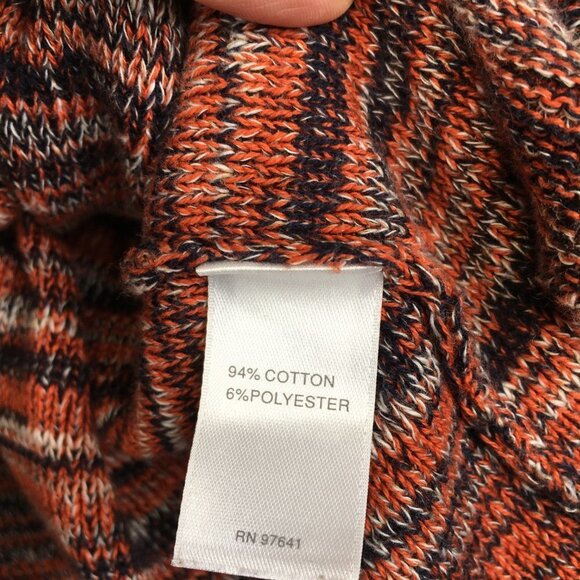 94% COTTON
6%POLYESTER
RN 97641